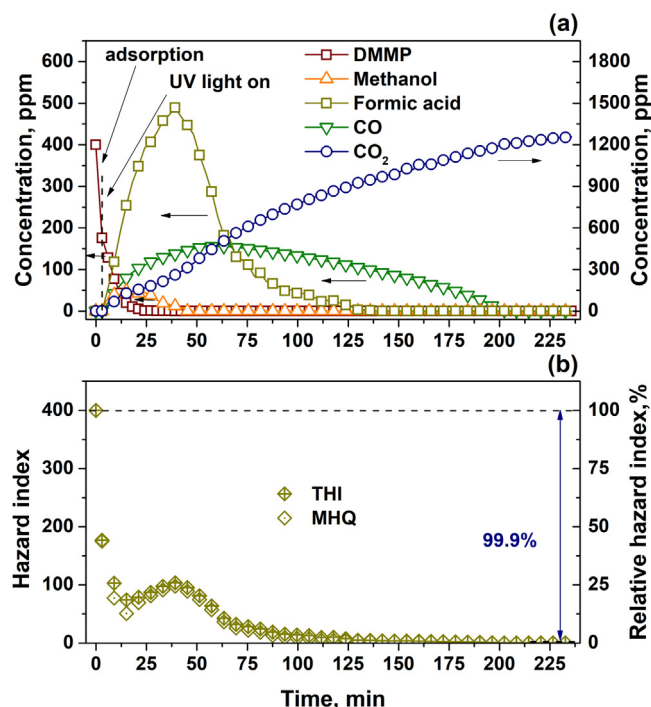 (a)
600
500
400
300
200
100
0
Concentration, ppm
adsorption
UV light on
DMMP
Methanol
Formic acid
CO
CO₂
1800
1500
1200
900
600
300
0
Concentration, ppm
0 25 50 75 100 125 150 175 200 225
(b)
400
300
200
100
0
Hazard index
THI
MHQ
99.9%
100
75
50
25
0
Relative hazard index,%
0 25 50 75 100 125 150 175 200 225
Time, min